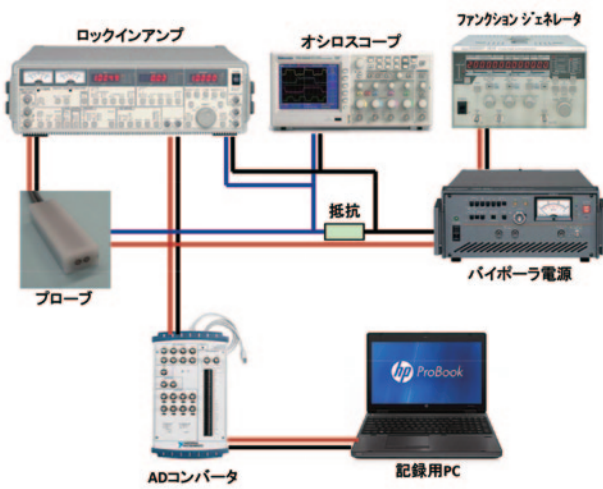 ロックインアンプ
オシロスコープ
ファンクション ジェネレータ
抵抗
プローブ
バイポーラ電源
hp ProBook
ADコンバータ
記録用PC